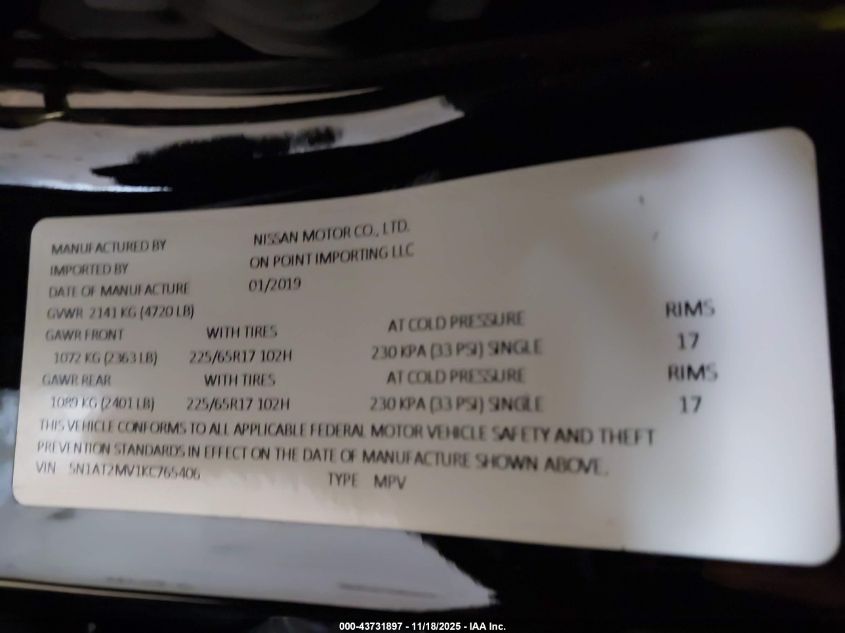 MANUFACTURED BY NISSAN MOTOR CO., LTD.
IMPORTED BY ON POINT IMPORTING LLC
DATE OF MANUFACTURE 01/2019
GVWR 2141 KG (4720 LB)
GAWR FRONT WITH TIRES AT COLD PRESSURE RIMS
1072 KG (2363 LB) 225/65R17 102H 230 KPA (33 PSI) SINGLE 17
GAWR REAR WITH TIRES AT COLD PRESSURE RIMS
1089 KG (2401 LB) 225/65R17 102H 230 KPA (33 PSI) SINGLE 17
THIS VEHICLE CONFORMS TO ALL APPLICABLE FEDERAL MOTOR VEHICLE SAFETY AND THEFT
PREVENTION STANDARDS IN EFFECT ON THE DATE OF MANUFACTURE SHOWN ABOVE.
VIN 5N1AT2MV1KC765406 TYPE MPV
000-43731897 - 11/18/2025 - IAA Inc.